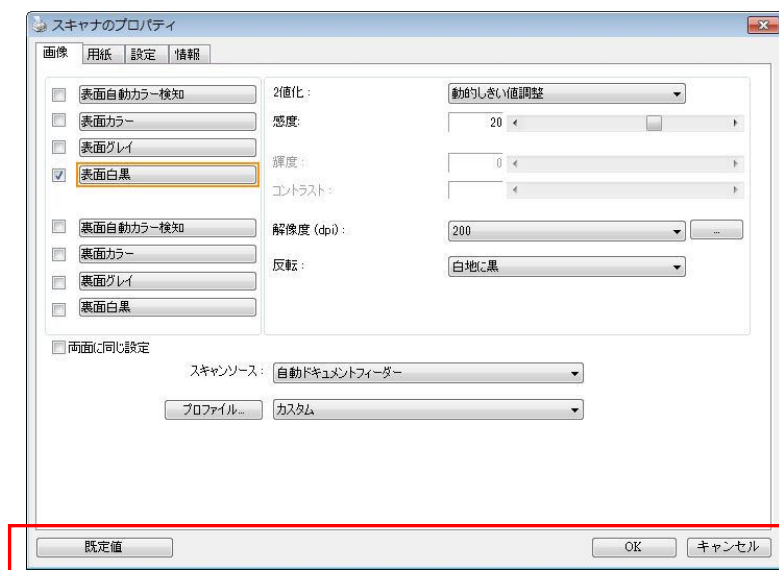 スキャナのプロパティ
画像 用紙 設定 情報
表面自動カラー検知
表面カラー
表面グレイ
表面白黒
裏面自動カラー検知
裏面カラー
裏面グレイ
裏面白黒
2値化: 動的しきい値調整
感度: 20
輝度: 0
コントラスト:
解像度 (dpi): 200 ...
反転: 白地に黒
両面に同じ設定
スキャンソース: 自動ドキュメントフィーダー
プロファイル... カスタム
既定値 OK キャンセル